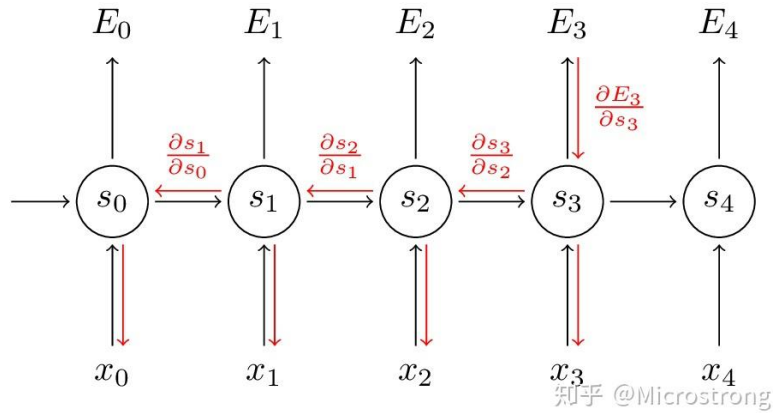 E₀ E₁ E₂ E₃ E₄
∂E₃/∂s₃
∂s₁/∂s₀ ∂s₂/∂s₁ ∂s₃/∂s₂
s₀ s₁ s₂ s₃ s₄
x₀ x₁ x₂ x₃ x₄
知乎 @Microstrong